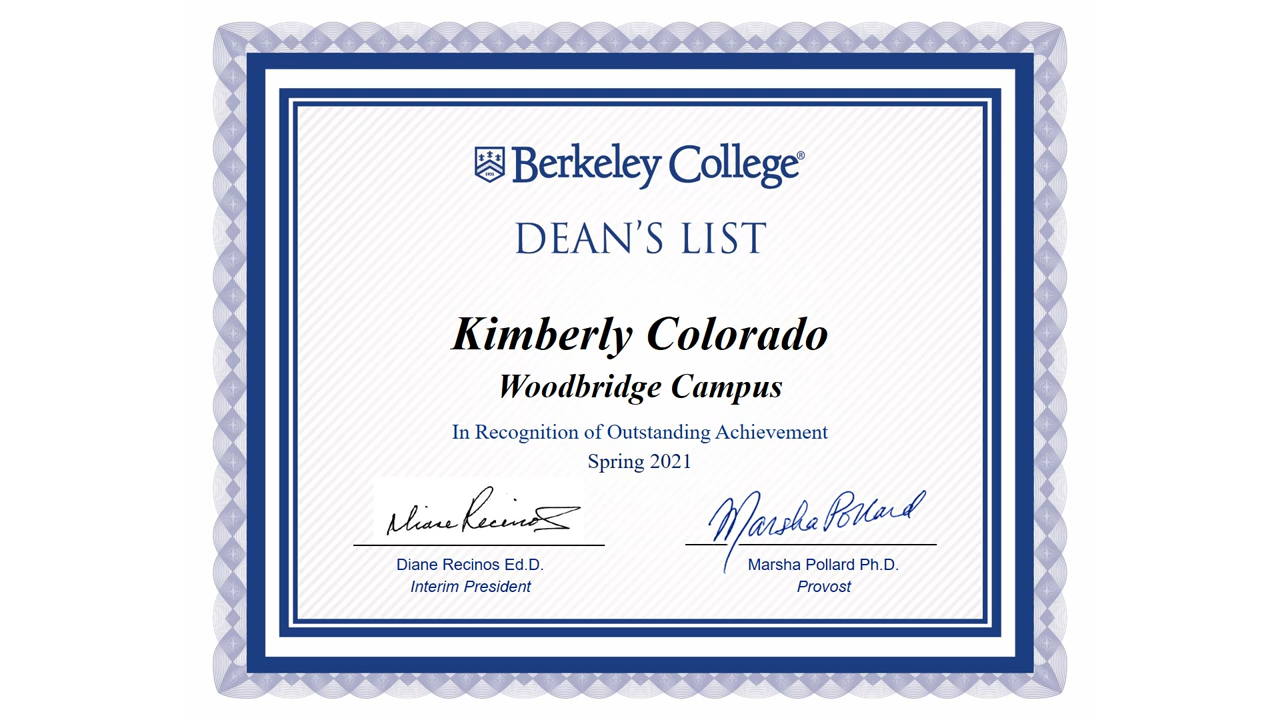 Berkeley College®
DEAN'S LIST
Kimberly Colorado
Woodbridge Campus
In Recognition of Outstanding Achievement
Spring 2021
Diane Recinos Marsha Pollard
Diane Recinos Ed.D. Marsha Pollard Ph.D.
Interim President Provost